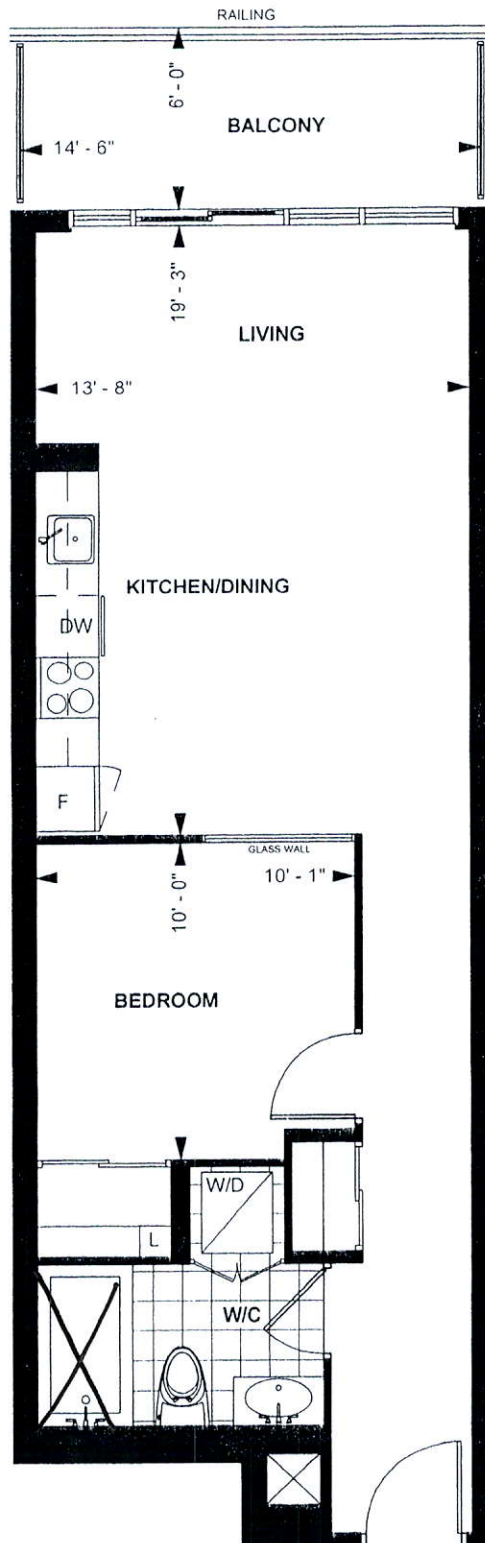 RAILING
6' - 0"
BALCONY
14' - 6"
19' - 3"
LIVING
13' - 8"
KITCHEN/DINING
DW
F
GLASS WALL
10' - 0"
10' - 1"
BEDROOM
W/D
L
W/C